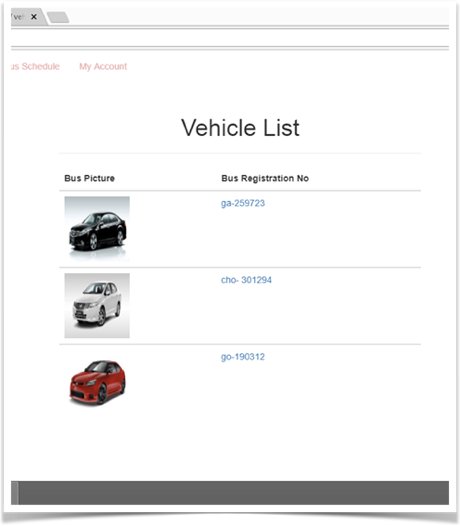 us Schedule My Account
Vehicle List
Bus Picture Bus Registration No
ga-259723
cho- 301294
go-190312